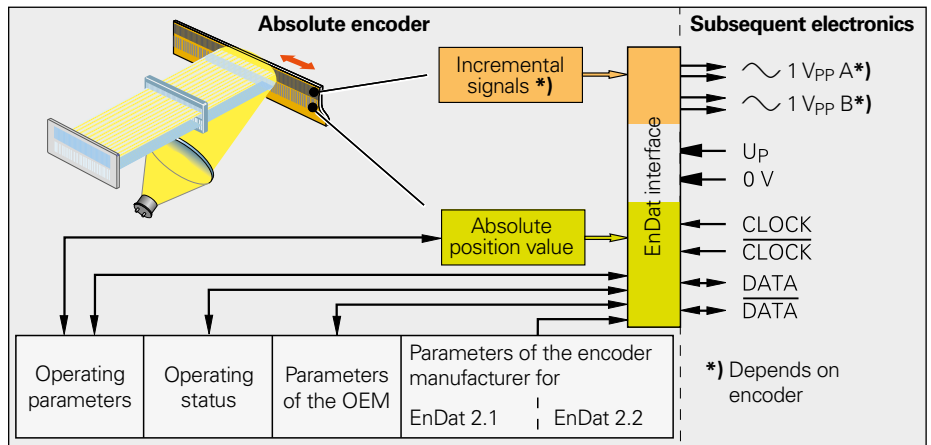 Absolute encoder
Subsequent electronics
Incremental
signals *)
1 VPP A*)
1 VPP B*)
EnDat interface
UP
0 V
Absolute
position value
CLOCK
CLOCK
DATA
DATA
Operating
parameters
Operating
status
Parameters
of the OEM
Parameters of the encoder
manufacturer for
EnDat 2.1
EnDat 2.2
*) Depends on
encoder